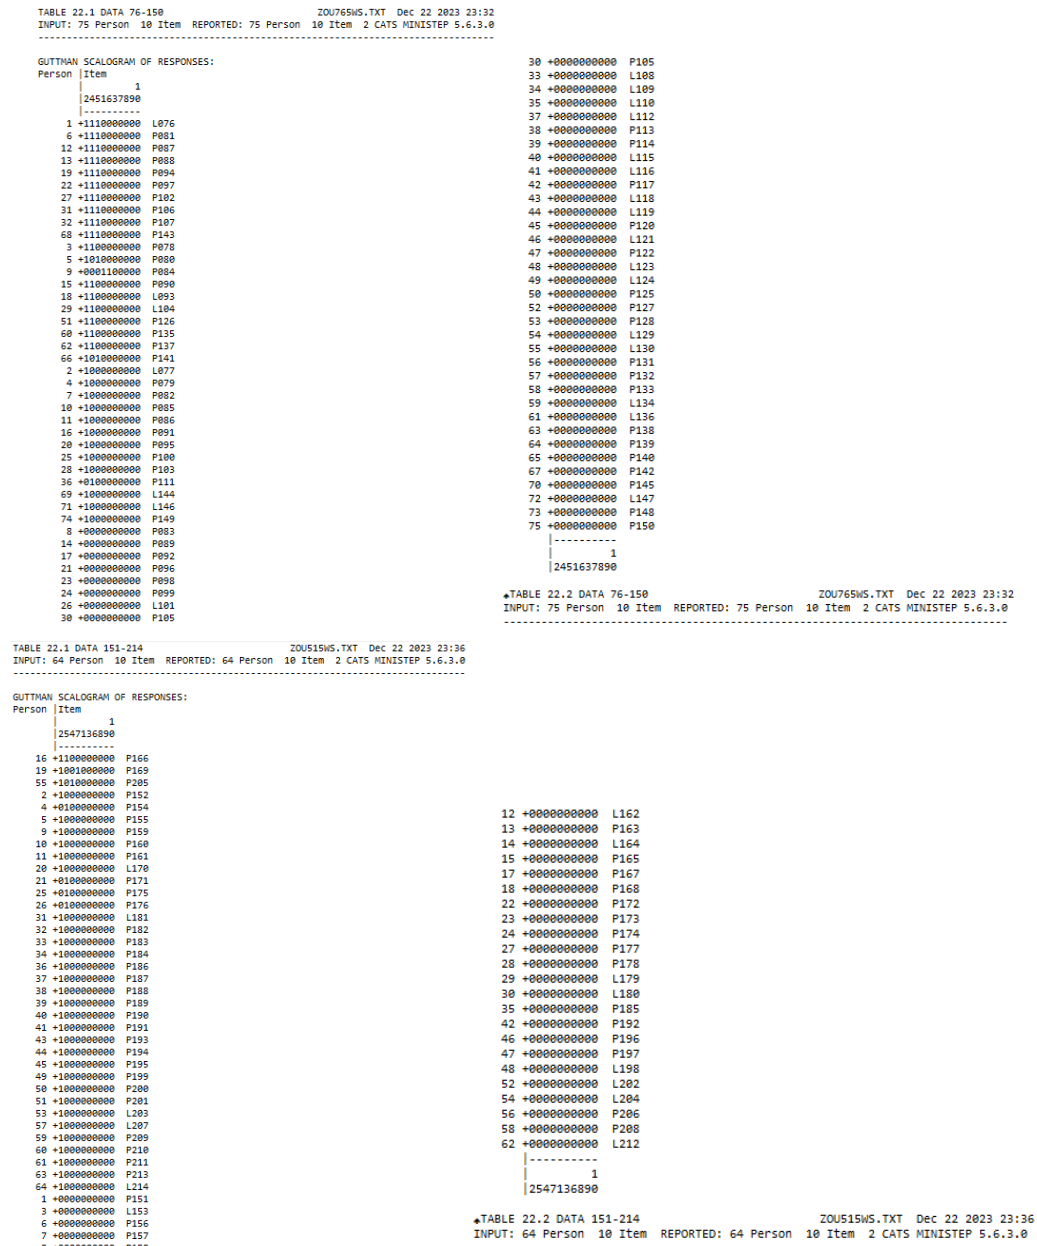 TABLE 22.1 DATA 76-150                           ZOU765WS.TXT  Dec 22 2023 23:32
INPUT: 75 Person  10 Item  REPORTED: 75 Person  10 Item  2 CATS MINISTEP 5.6.3.0
--------------------------------------------------------------------------------
GUTTMAN SCALOGRAM OF RESPONSES:
Person |Item
       |         1
       |2451637890
       |----------
     1 +1110000000  L076
     6 +1110000000  P081
    12 +1110000000  P087
    13 +1110000000  P088
    19 +1110000000  P094
    22 +1110000000  P097
    27 +1110000000  P102
    31 +1110000000  P106
    32 +1110000000  P107
    68 +1110000000  P143
     3 +1100000000  P078
     5 +1010000000  P080
     9 +0001100000  P084
    15 +1100000000  P090
    18 +1100000000  L093
    29 +1100000000  L104
    51 +1100000000  P126
    60 +1100000000  P135
    62 +1100000000  P137
    66 +1010000000  P141
     2 +1000000000  L077
     4 +1000000000  P079
     7 +1000000000  P082
    10 +1000000000  P085
    11 +1000000000  P086
    16 +1000000000  P091
    20 +1000000000  P095
    25 +1000000000  P100
    28 +1000000000  P103
    36 +0100000000  P111
    69 +1000000000  L144
    71 +1000000000  L146
    74 +1000000000  P149
     8 +0000000000  P083
    14 +0000000000  P089
    17 +0000000000  P092
    21 +0000000000  P096
    23 +0000000000  P098
    24 +0000000000  P099
    26 +0000000000  L101
    30 +0000000000  P105
    30 +0000000000  P105
    33 +0000000000  L108
    34 +0000000000  L109
    35 +0000000000  L110
    37 +0000000000  L112
    38 +0000000000  P113
    39 +0000000000  P114
    40 +0000000000  L115
    41 +0000000000  L116
    42 +0000000000  P117
    43 +0000000000  L118
    44 +0000000000  L119
    45 +0000000000  P120
    46 +0000000000  L121
    47 +0000000000  P122
    48 +0000000000  L123
    49 +0000000000  L124
    50 +0000000000  P125
    52 +0000000000  P127
    53 +0000000000  P128
    54 +0000000000  L129
    55 +0000000000  L130
    56 +0000000000  P131
    57 +0000000000  P132
    58 +0000000000  P133
    59 +0000000000  L134
    61 +0000000000  L136
    63 +0000000000  P138
    64 +0000000000  P139
    65 +0000000000  P140
    67 +0000000000  P142
    70 +0000000000  P145
    72 +0000000000  L147
    73 +0000000000  P148
    75 +0000000000  P150
       |----------
       |         1
       |2451637890
TABLE 22.2 DATA 76-150                           ZOU765WS.TXT  Dec 22 2023 23:32
INPUT: 75 Person  10 Item  REPORTED: 75 Person  10 Item  2 CATS MINISTEP 5.6.3.0
--------------------------------------------------------------------------------
TABLE 22.1 DATA 151-214                          ZOU515WS.TXT  Dec 22 2023 23:36
INPUT: 64 Person  10 Item  REPORTED: 64 Person  10 Item  2 CATS MINISTEP 5.6.3.0
--------------------------------------------------------------------------------
GUTTMAN SCALOGRAM OF RESPONSES:
Person |Item
       |         1
       |2547136890
       |----------
    16 +1100000000  P166
    19 +1001000000  P169
    55 +1010000000  P205
     2 +1000000000  P152
     4 +0100000000  P154
     5 +1000000000  P155
     9 +1000000000  P159
    10 +1000000000  P160
    11 +1000000000  P161
    20 +1000000000  L170
    21 +0100000000  P171
    25 +0100000000  P175
    26 +0100000000  P176
    31 +1000000000  L181
    32 +1000000000  P182
    33 +1000000000  P183
    34 +1000000000  P184
    36 +1000000000  P186
    37 +1000000000  P187
    38 +1000000000  P188
    39 +1000000000  P189
    40 +1000000000  P190
    41 +1000000000  P191
    43 +1000000000  P193
    44 +1000000000  P194
    45 +1000000000  P195
    49 +1000000000  P199
    50 +1000000000  P200
    51 +1000000000  P201
    53 +1000000000  L203
    57 +1000000000  L207
    59 +1000000000  P209
    60 +1000000000  P210
    61 +1000000000  P211
    63 +1000000000  P213
    64 +1000000000  L214
     1 +0000000000  P151
     3 +0000000000  L153
     6 +0000000000  P156
     7 +0000000000  P157
    12 +0000000000  L162
    13 +0000000000  P163
    14 +0000000000  L164
    15 +0000000000  P165
    17 +0000000000  P167
    18 +0000000000  P168
    22 +0000000000  P172
    23 +0000000000  P173
    24 +0000000000  P174
    27 +0000000000  P177
    28 +0000000000  P178
    29 +0000000000  L179
    30 +0000000000  L180
    35 +0000000000  P185
    42 +0000000000  P192
    46 +0000000000  P196
    47 +0000000000  P197
    48 +0000000000  L198
    52 +0000000000  L202
    54 +0000000000  L204
    56 +0000000000  P206
    58 +0000000000  P208
    62 +0000000000  L212
       |----------
       |         1
       |2547136890
TABLE 22.2 DATA 151-214                          ZOU515WS.TXT  Dec 22 2023 23:36
INPUT: 64 Person  10 Item  REPORTED: 64 Person  10 Item  2 CATS MINISTEP 5.6.3.0